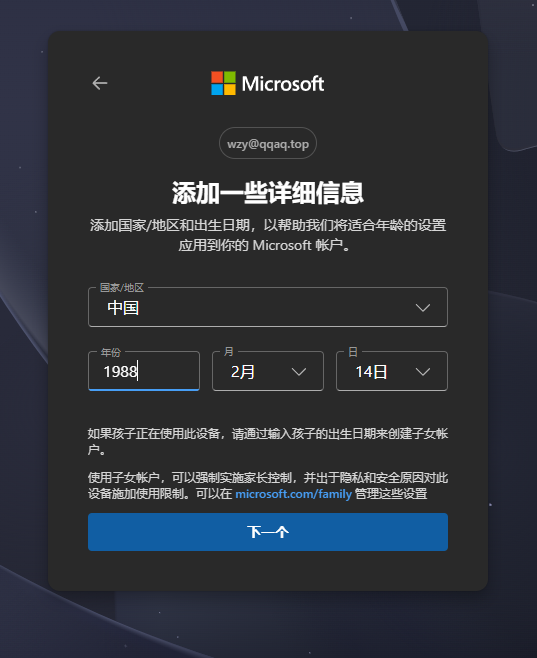 Microsoft
wzy@qqaq.top
添加一些详细信息
添加国家/地区和出生日期，以帮助我们将适合年龄的设置
应用到你的 Microsoft 帐户。
国家/地区
中国
年份
1988
月
2月
日
14日
如果孩子正在使用此设备，请通过输入孩子的出生日期来创建子女帐
户。
使用子女帐户，可以强制实施家长控制，并出于隐私和安全原因对此
设备施加使用限制。可以在 microsoft.com/family 管理这些设置
下一个